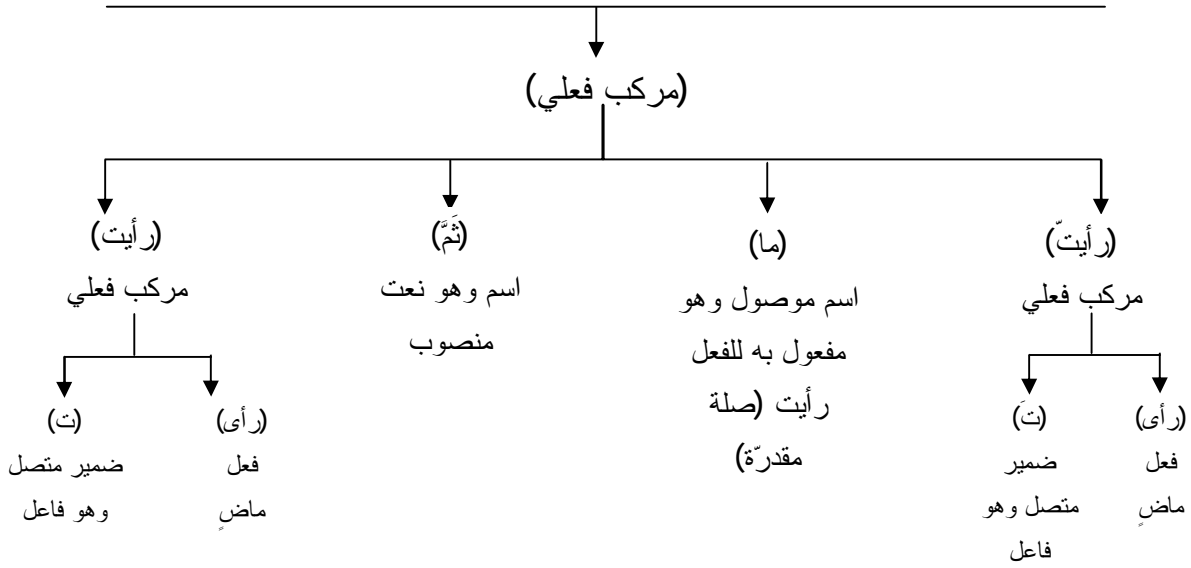 (مركب فعلي)
(رأيتّ)
مركب فعلي
(رأى)
فعل
ماضٍ
(تَ)
ضمير
متصل وهو
فاعل
(ما)
اسم موصول وهو
مفعول به للفعل
رأيت (صلة
مقدرّة)
(ثَمَّ)
اسم وهو نعت
منصوب
(رأيت)
مركب فعلي
(رأى)
فعل
ماضٍ
(ت)
ضمير متصل
وهو فاعل